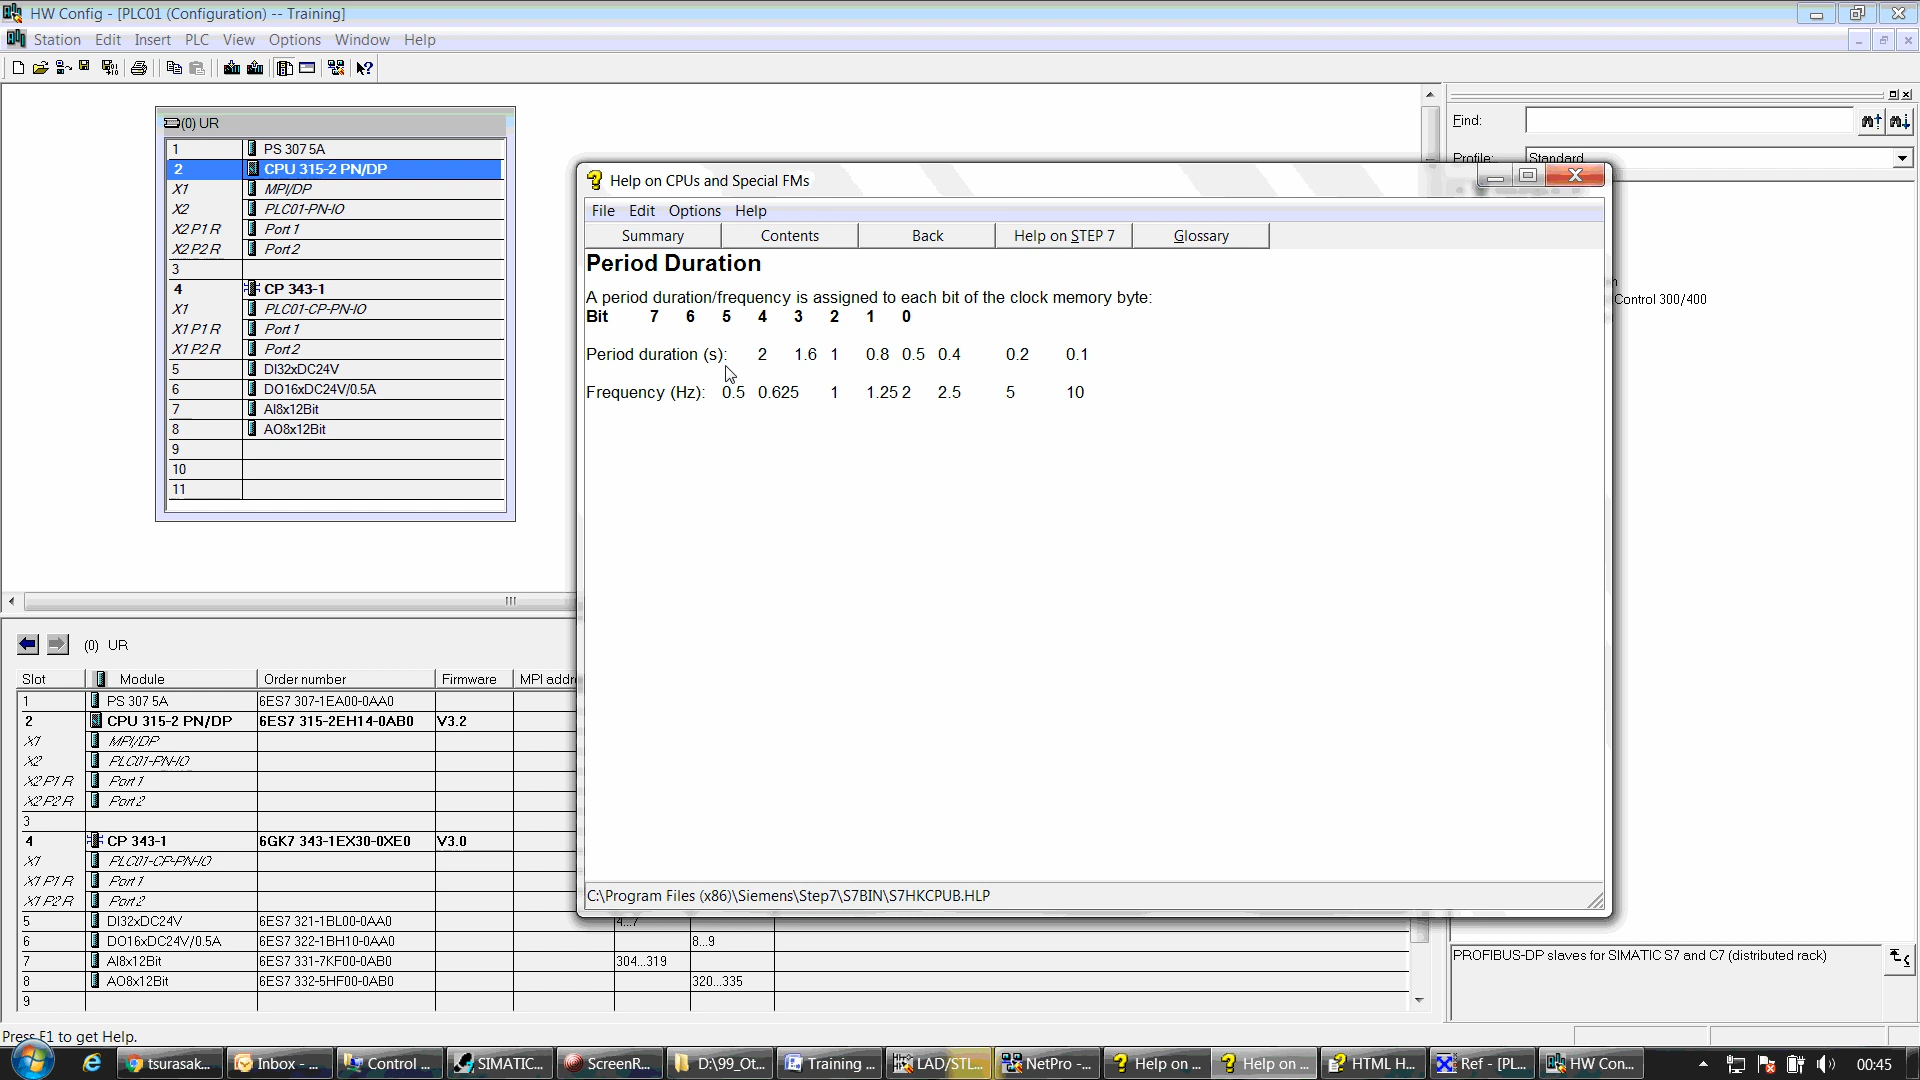 HW Config - [PLC01 (Configuration) -- Training]
Station Edit Insert PLC View Options Window Help
(0) UR
1 PS 307 5A
2 CPU 315-2 PN/DP
X1 MPI/DP
X2 PLC01-PN-IO
X2 P1 R Port 1
X2 P2 R Port 2
3
4 CP 343-1
X1 PLC01-CP-PN-IO
X1 P1 R Port 1
X1 P2 R Port 2
5 DI32xDC24V
6 DO16xDC24V/0.5A
7 AI8x12Bit
8 AO8x12Bit
9
10
11
Find:
Profile: Standard
Control 300/400
Help on CPUs and Special FMs
File Edit Options Help
Summary Contents Back Help on STEP 7 Glossary
Period Duration
A period duration/frequency is assigned to each bit of the clock memory byte:
Bit 7 6 5 4 3 2 1 0
Period duration (s): 2 1.6 1 0.8 0.5 0.4 0.2 0.1
Frequency (Hz): 0.5 0.625 1 1.25 2 2.5 5 10
C:\Program Files (x86)\Siemens\Step7\S7BIN\S7HKCPUB.HLP
(0) UR
Slot Module Order number Firmware MPI addr
1 PS 307 5A 6ES7 307-1EA00-0AA0
2 CPU 315-2 PN/DP 6ES7 315-2EH14-0AB0 V3.2
X1 MPI/DP
X2 PLC01-PN-IO
X2 P1 R Port 1
X2 P2 R Port 2
3
4 CP 343-1 6GK7 343-1EX30-0XE0 V3.0
X1 PLC01-CP-PN-IO
X1 P1 R Port 1
X1 P2 R Port 2
5 DI32xDC24V 6ES7 321-1BL00-0AA0 4...7
6 DO16xDC24V/0.5A 6ES7 322-1BH10-0AA0 8...9
7 AI8x12Bit 6ES7 331-7KF00-0AB0 304...319
8 AO8x12Bit 6ES7 332-5HF00-0AB0 320...335
9
PROFIBUS-DP slaves for SIMATIC S7 and C7 (distributed rack)
Press F1 to get Help.
tsurasak... Inbox - ... Control ... SIMATIC... ScreenR... D:\99_Ot... Training ... LAD/STL... NetPro -... Help on ... Help on ... HTML H... Ref - [PL... HW Con... 00:45